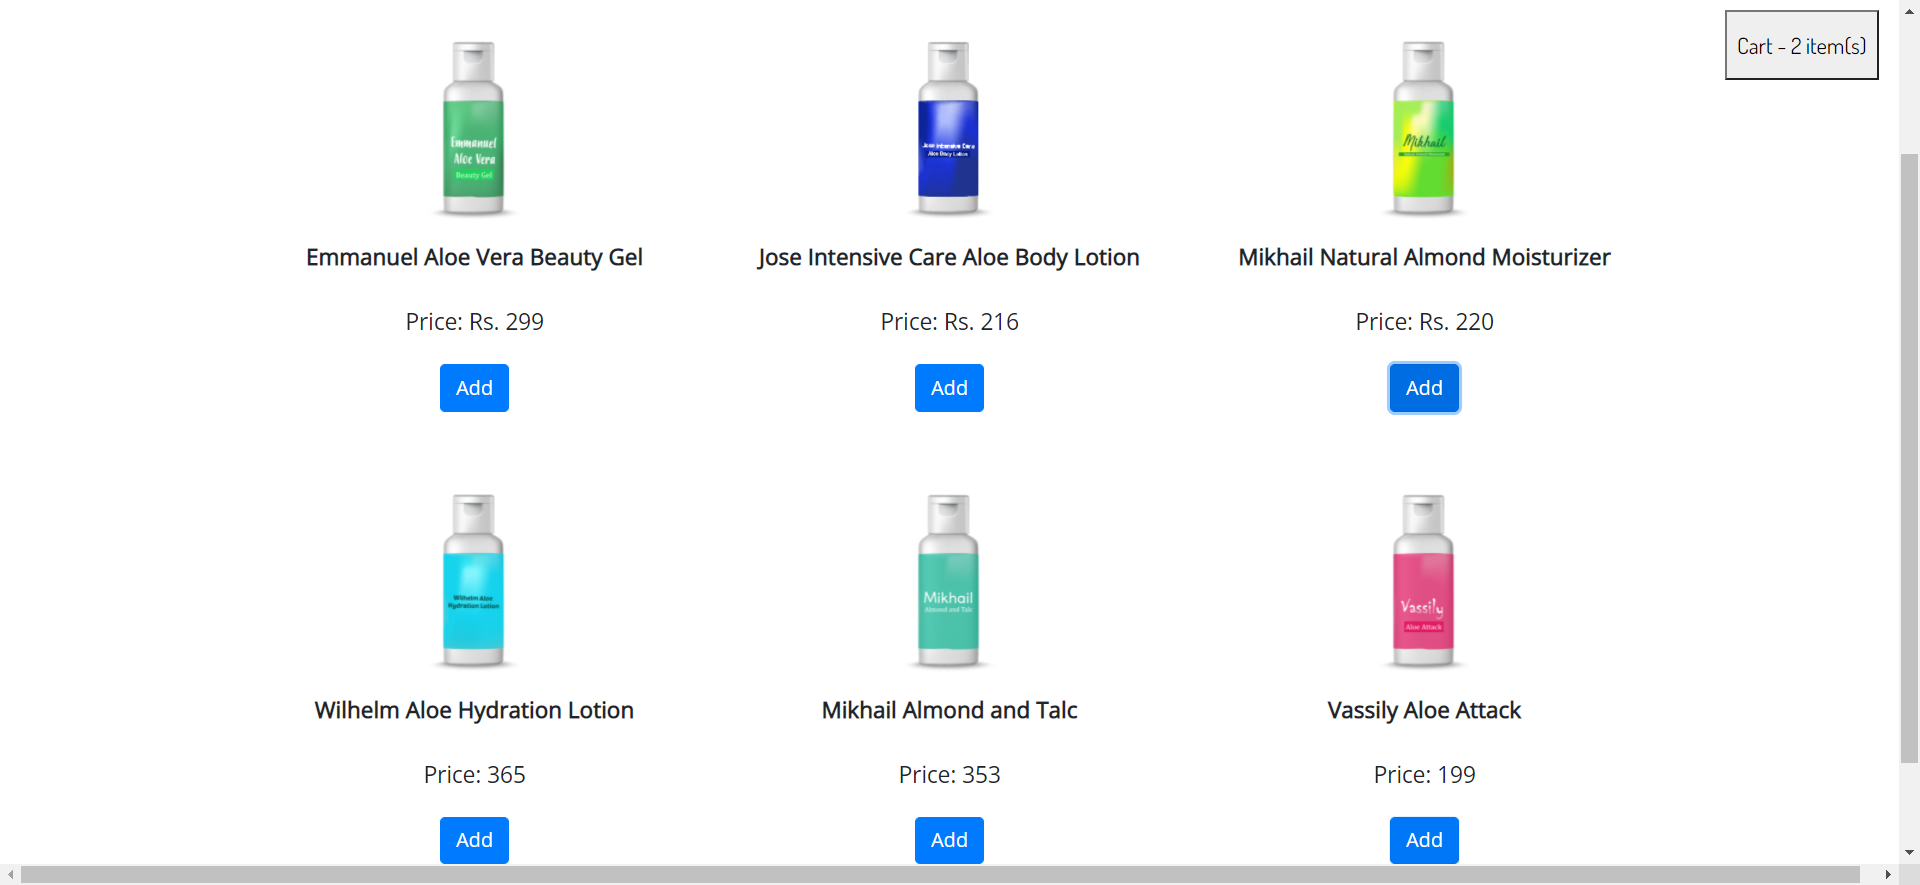 Cart - 2 item(s)
Emmanuel
Aloe Vera
Beauty Gel
Jose Intensive Care
Aloe Body Lotion
Mikhail
Emmanuel Aloe Vera Beauty Gel
Jose Intensive Care Aloe Body Lotion
Mikhail Natural Almond Moisturizer
Price: Rs. 299
Price: Rs. 216
Price: Rs. 220
Add
Add
Add
Wilhelm Aloe
Hydration Lotion
Mikhail
Almond and Talc
Vassily
Aloe Attack
Wilhelm Aloe Hydration Lotion
Mikhail Almond and Talc
Vassily Aloe Attack
Price: 365
Price: 353
Price: 199
Add
Add
Add